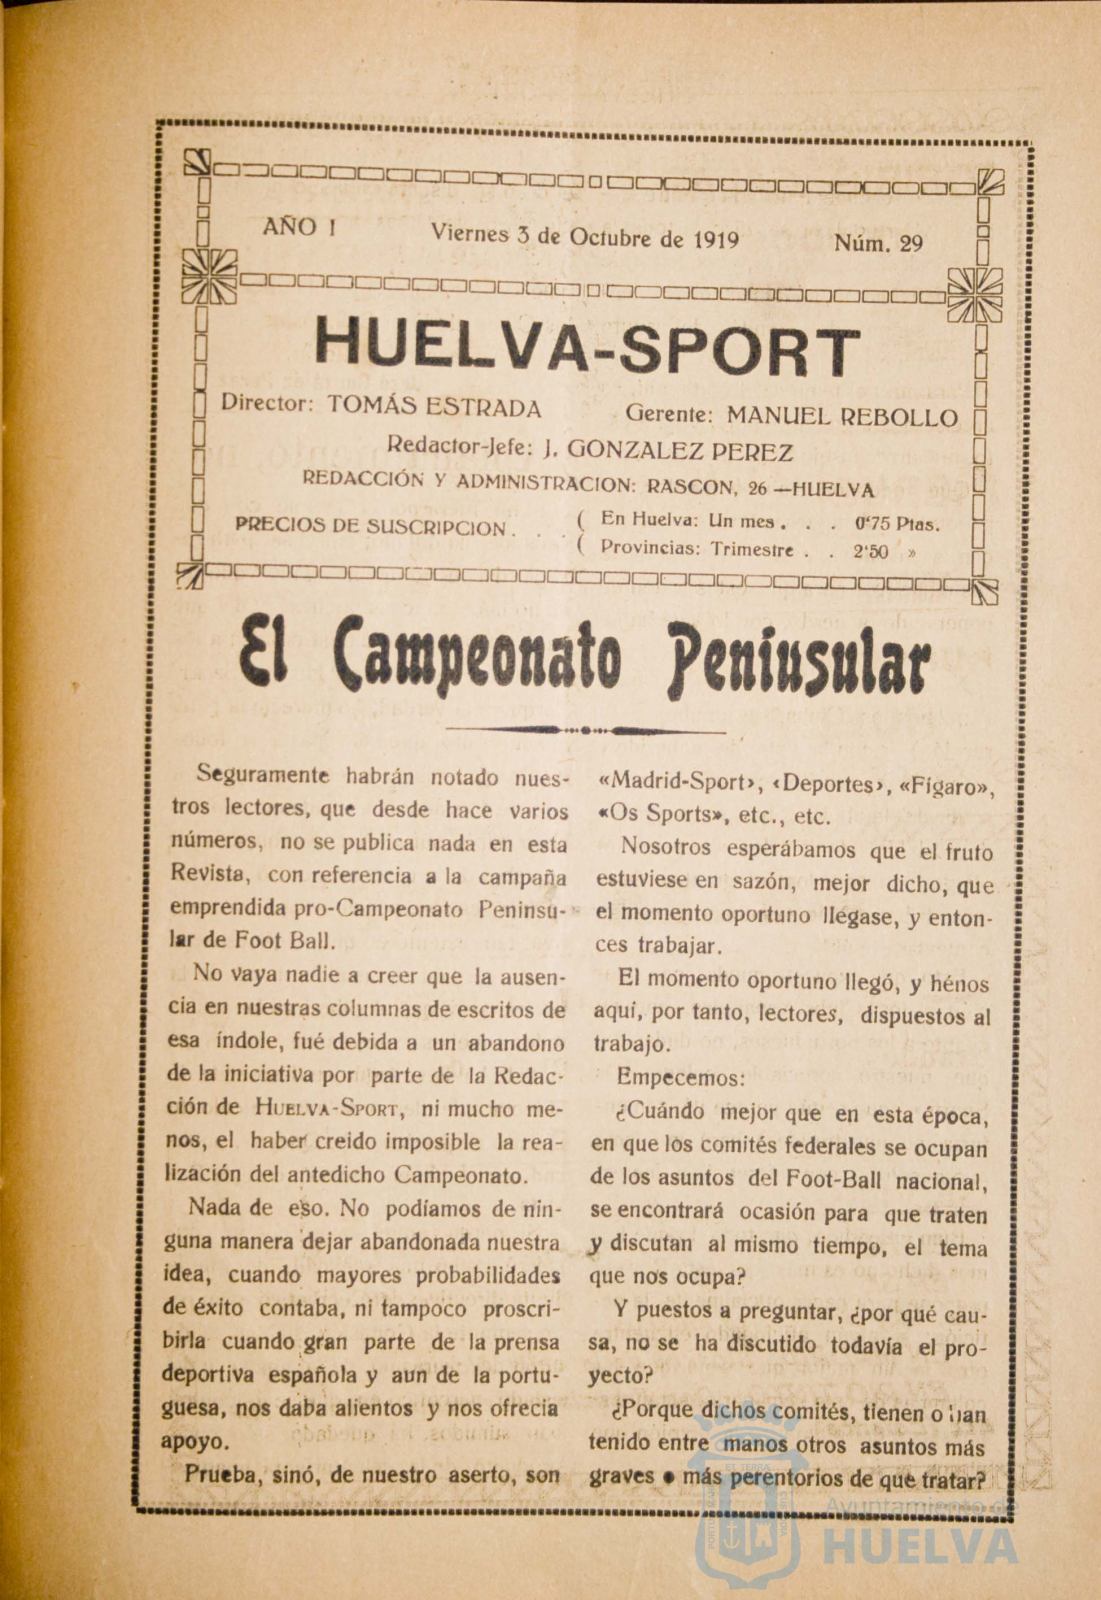 AÑO I
Viernes 3 de Octubre de 1919
Núm. 29
HUELVA-SPORT
Director: TOMÁS ESTRADA
Gerente: MANUEL REBOLLO
Redactor-Jefe: J. GONZALEZ PEREZ
REDACCIÓN Y ADMINISTRACION: RASCON, 26 —HUELVA
PRECIOS DE SUSCRIPCION . . .
( En Huelva: Un mes . . . 0'75 Ptas.
( Provincias: Trimestre . . 2'50 »
El Campeonato Peniusular
Seguramente habrán notado nues-
tros lectores, que desde hace varios
números, no se publica nada en esta
Revista, con referencia a la campaña
emprendida pro-Campeonato Peninsu-
lar de Foot Ball.
No vaya nadie a creer que la ausen-
cia en nuestras columnas de escritos de
esa índole, fué debida a un abandono
de la iniciativa por parte de la Redac-
ción de HUELVA-SPORT, ni mucho me-
nos, el haber creido imposible la rea-
lización del antedicho Campeonato.
Nada de eso. No podíamos de nin-
guna manera dejar abandonada nuestra
idea, cuando mayores probabilidades
de éxito contaba, ni tampoco proscri-
birla cuando gran parte de la prensa
deportiva española y aun de la portu-
guesa, nos daba alientos y nos ofrecia
apoyo.
Prueba, sinó, de nuestro aserto, son
«Madrid-Sport›, ‹Deportes›, «Fígaro»,
«Os Sports», etc., etc.
Nosotros esperábamos que el fruto
estuviese en sazón, mejor dicho, que
el momento oportuno llégase, y enton-
ces trabajar.
El momento oportuno llegó, y hénos
aquí, por tanto, lectores, dispuestos al
trabajo.
Empecemos:
¿Cuándo mejor que en esta época,
en que los comités federales se ocupan
de los asuntos del Foot-Ball nacional,
se encontrará ocasión para que traten
y discutan al mismo tiempo, el tema
que nos ocupa?
Y puestos a preguntar, ¿por qué cau-
sa, no se ha discutido todavía el pro-
yecto?
¿Porque dichos comités, tienen o han
tenido entre manos otros asuntos más
graves o más perentorios de que tratar?
Ayuntamiento de
HUELVA